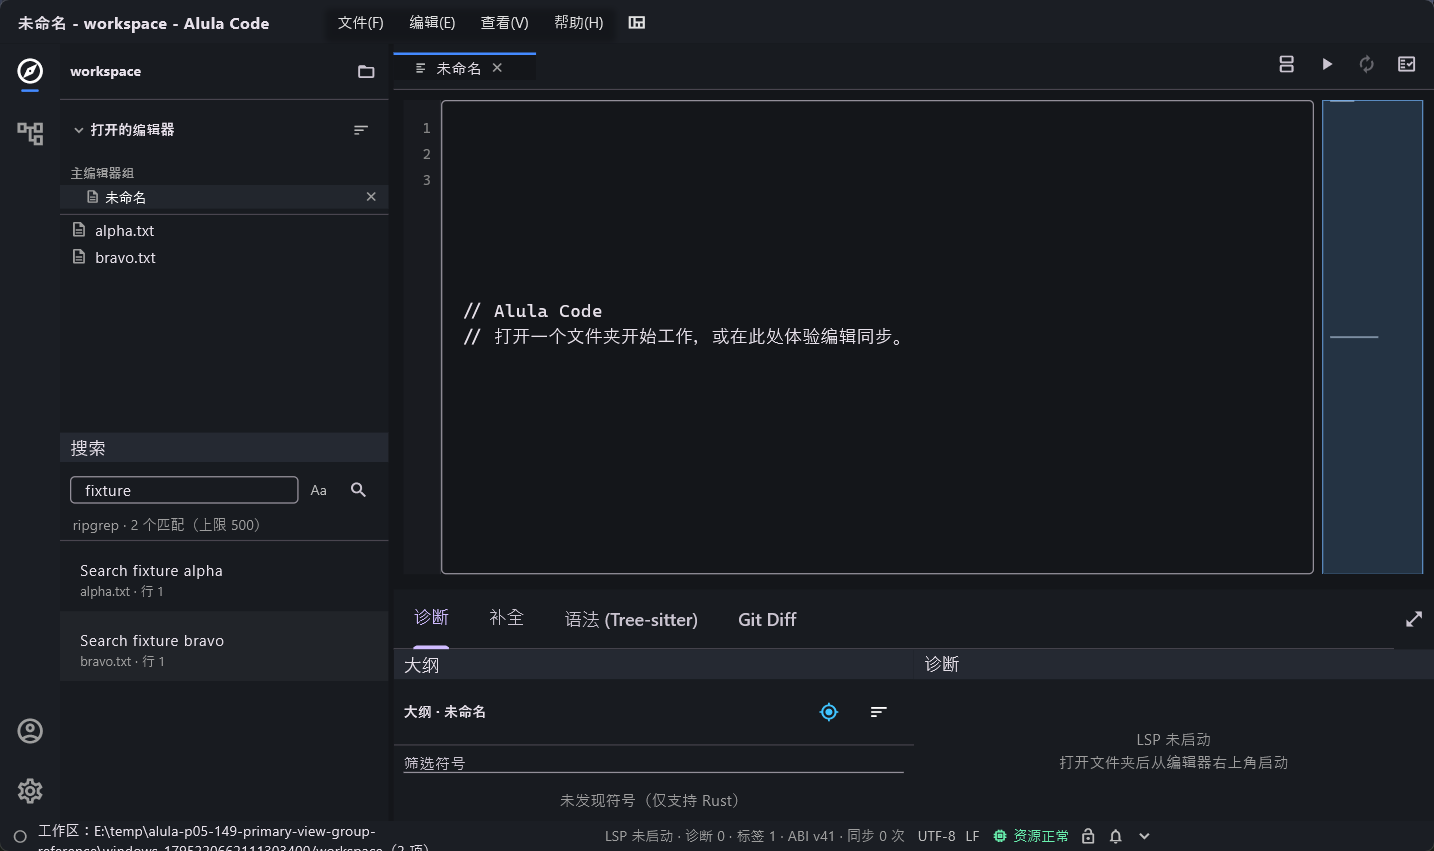 未命名 - workspace - Alula Code
文件(F) 编辑(E) 查看(V) 帮助(H)
workspace
打开的编辑器
主编辑器组
未命名
alpha.txt
bravo.txt
搜索
fixture
Aa
ripgrep · 2 个匹配（上限 500）
Search fixture alpha
alpha.txt · 行 1
Search fixture bravo
bravo.txt · 行 1
未命名
1
2
3
// Alula Code
// 打开一个文件夹开始工作，或在此处体验编辑同步。
诊断 补全 语法 (Tree-sitter) Git Diff
大纲
大纲 · 未命名
筛选符号
未发现符号（仅支持 Rust）
诊断
LSP 未启动
打开文件夹后从编辑器右上角启动
工作区：E:\temp\alula-p05-149-primary-view-group-
reference\windows-1795220662111303400/workspace（2 项）
LSP 未启动 · 诊断 0 · 标签 1 · ABI v41 · 同步 0 次 UTF-8 LF 资源正常